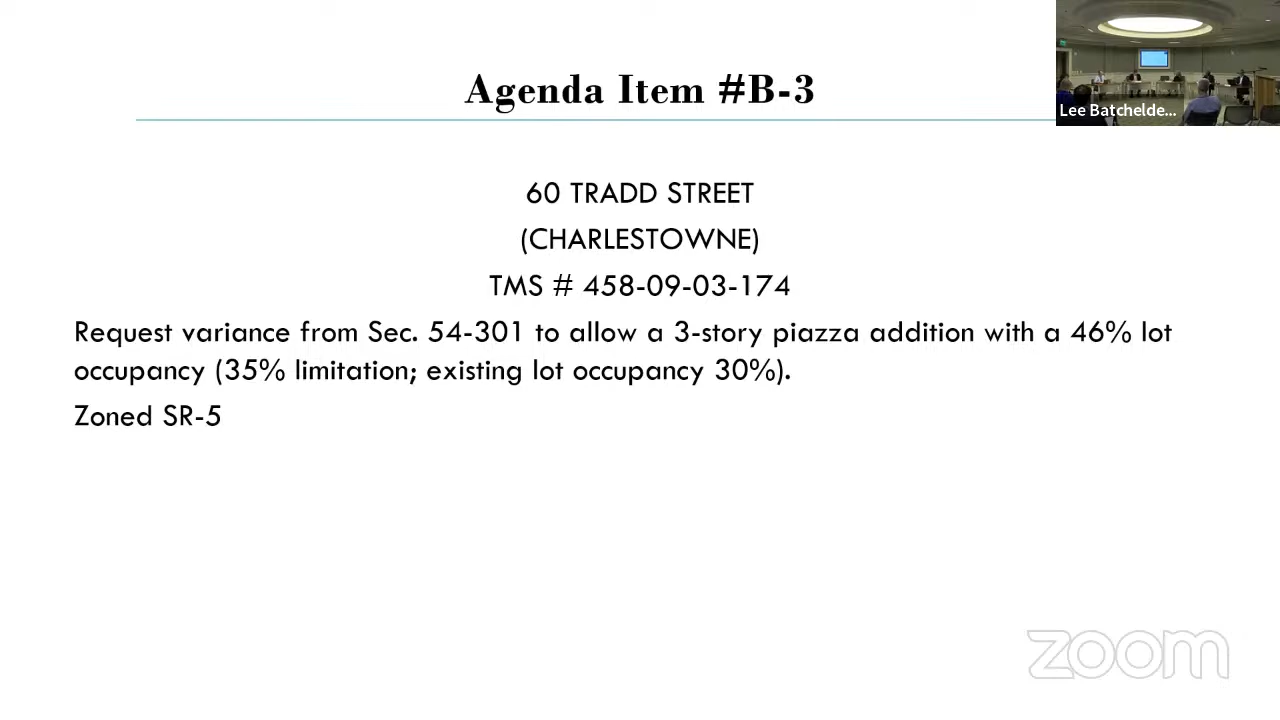 Agenda Item #B-3
Lee Batchelde...
60 TRADD STREET
(CHARLESTOWNE)
TMS # 458-09-03-174
Request variance from Sec. 54-301 to allow a 3-story piazza addition with a 46% lot
occupancy (35% limitation; existing lot occupancy 30%).
Zoned SR-5
zoom